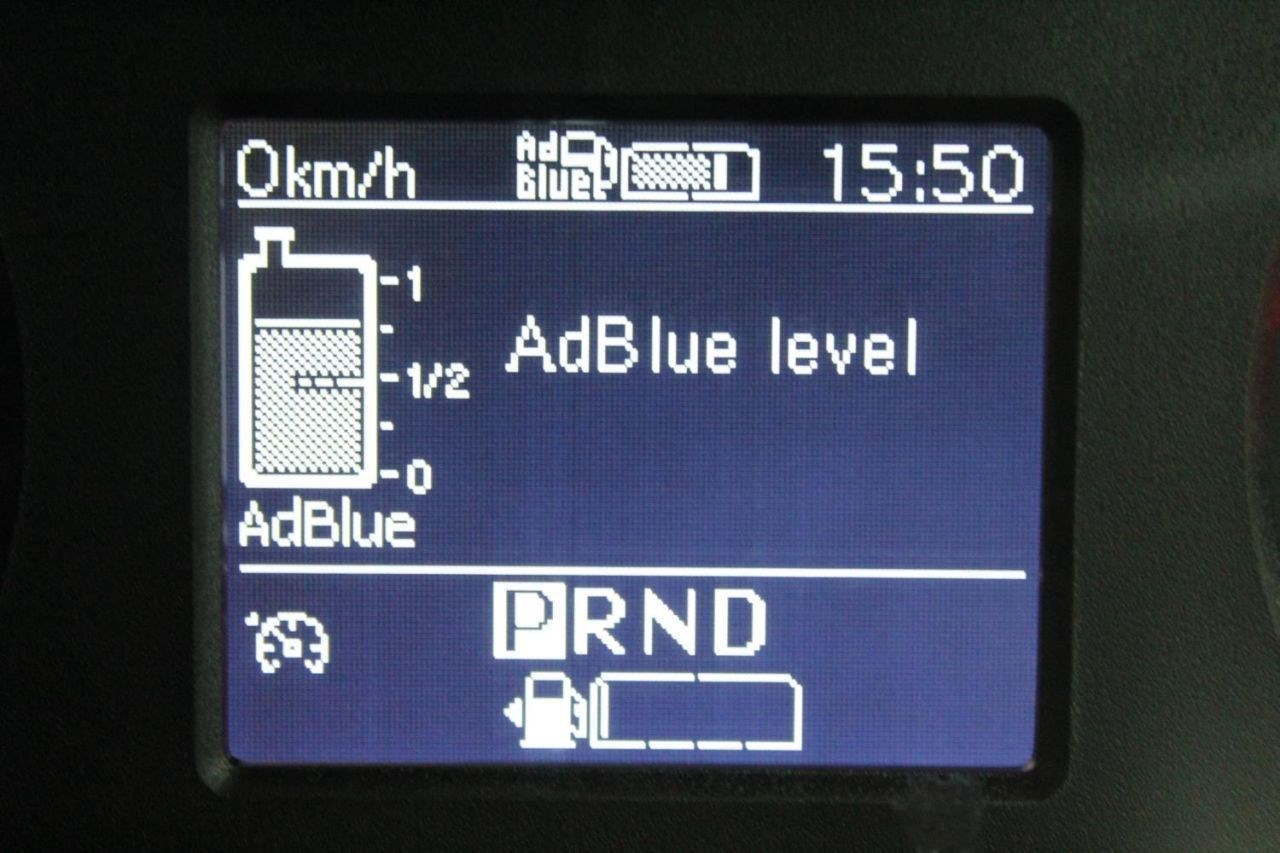 0km/h
Ad
Blue
15:50
1
1/2
0
AdBlue level
AdBlue
PRND